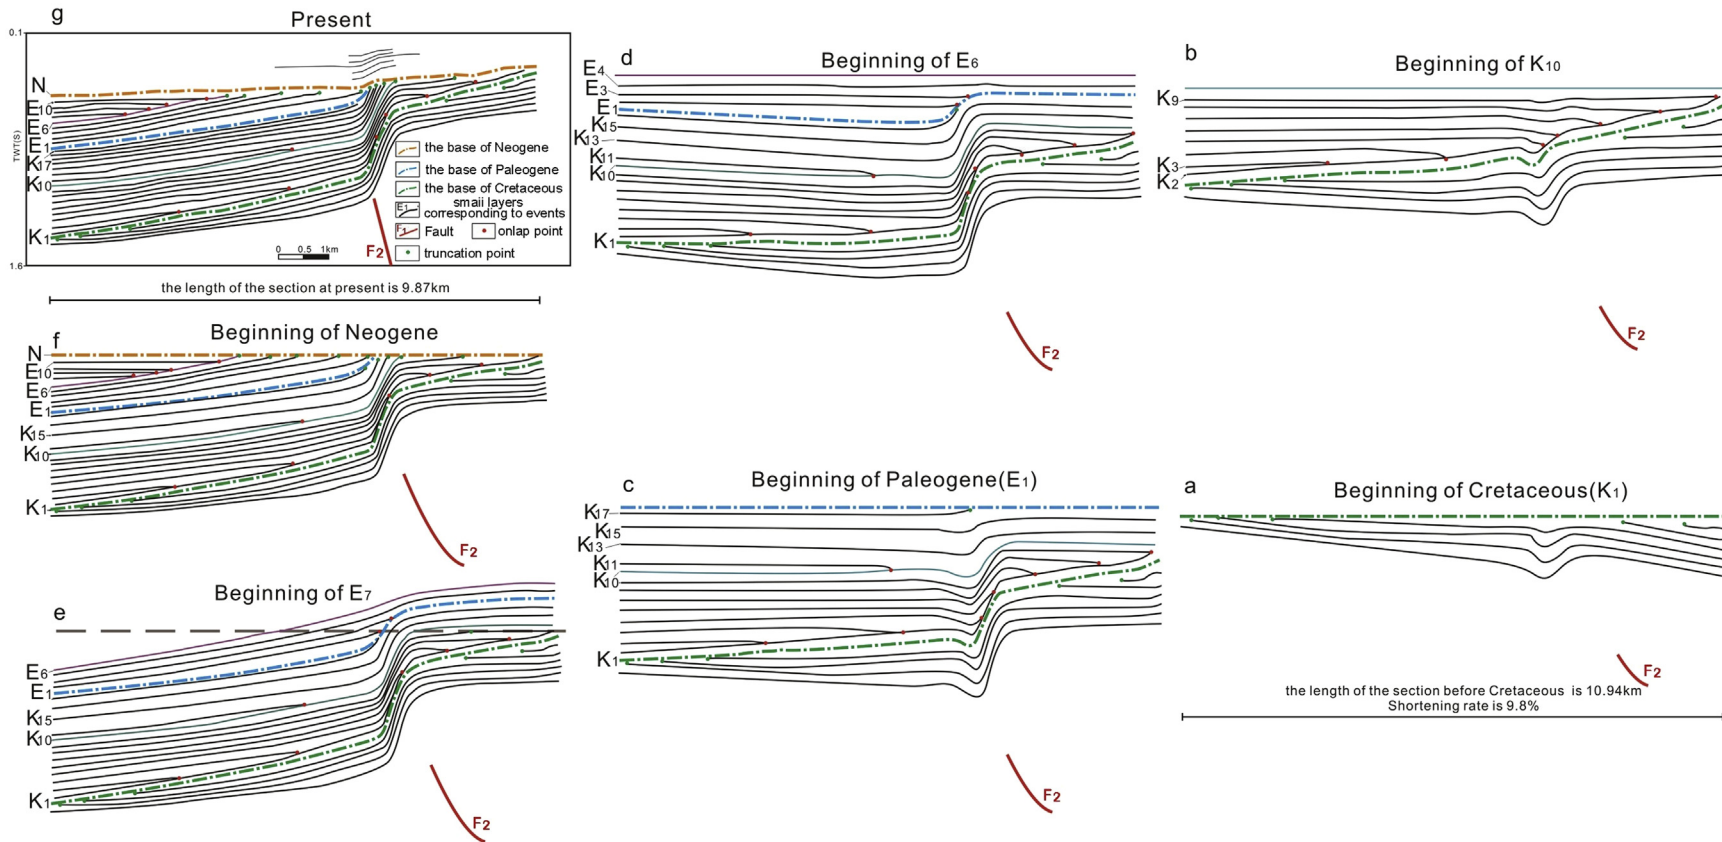 g
Present
0.1
TWT(S)
1.6
N
E10
E6
E1
K17
K10
K1
the base of Neogene
the base of Paleogene
the base of Cretaceous
smaii layers
E1 corresponding to events
F1 Fault
onlap point
truncation point
0 0.5 1km
F2
the length of the section at present is 9.87km
f
Beginning of Neogene
N
E10
E6
E1
K15
K10
K1
F2
e
Beginning of E7
E6
E1
K15
K10
K1
F2
d
Beginning of E6
E4
E3
E1
K15
K13
K11
K10
K1
F2
c
Beginning of Paleogene(E1)
K17
K15
K13
K11
K10
K1
F2
b
Beginning of K10
K9
K3
K2
F2
a
Beginning of Cretaceous(K1)
F2
the length of the section before Cretaceous is 10.94km
Shortening rate is 9.8%